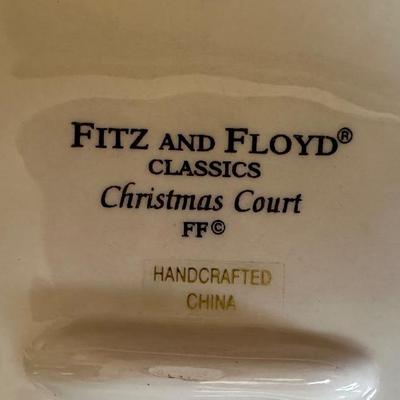 FITZ AND FLOYD®
CLASSICS
Christmas Court
FF©
HANDCRAFTED
CHINA